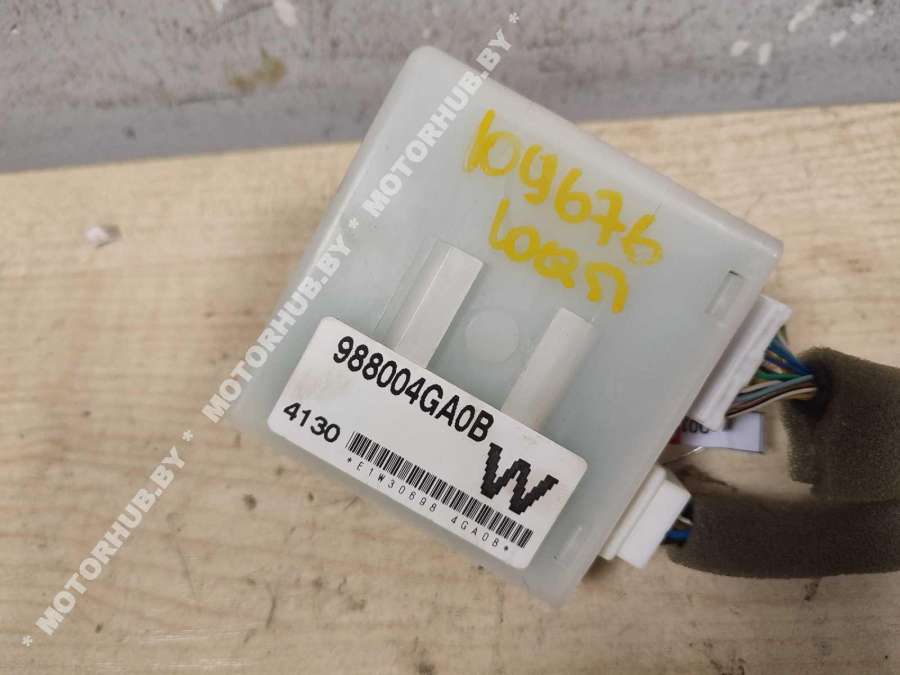 109676
988004GA0B
4130
W
*E1W30698 4GA0B*
* MOTORHUB.BY * MOTORHUB.BY * MOTORHUB.BY *